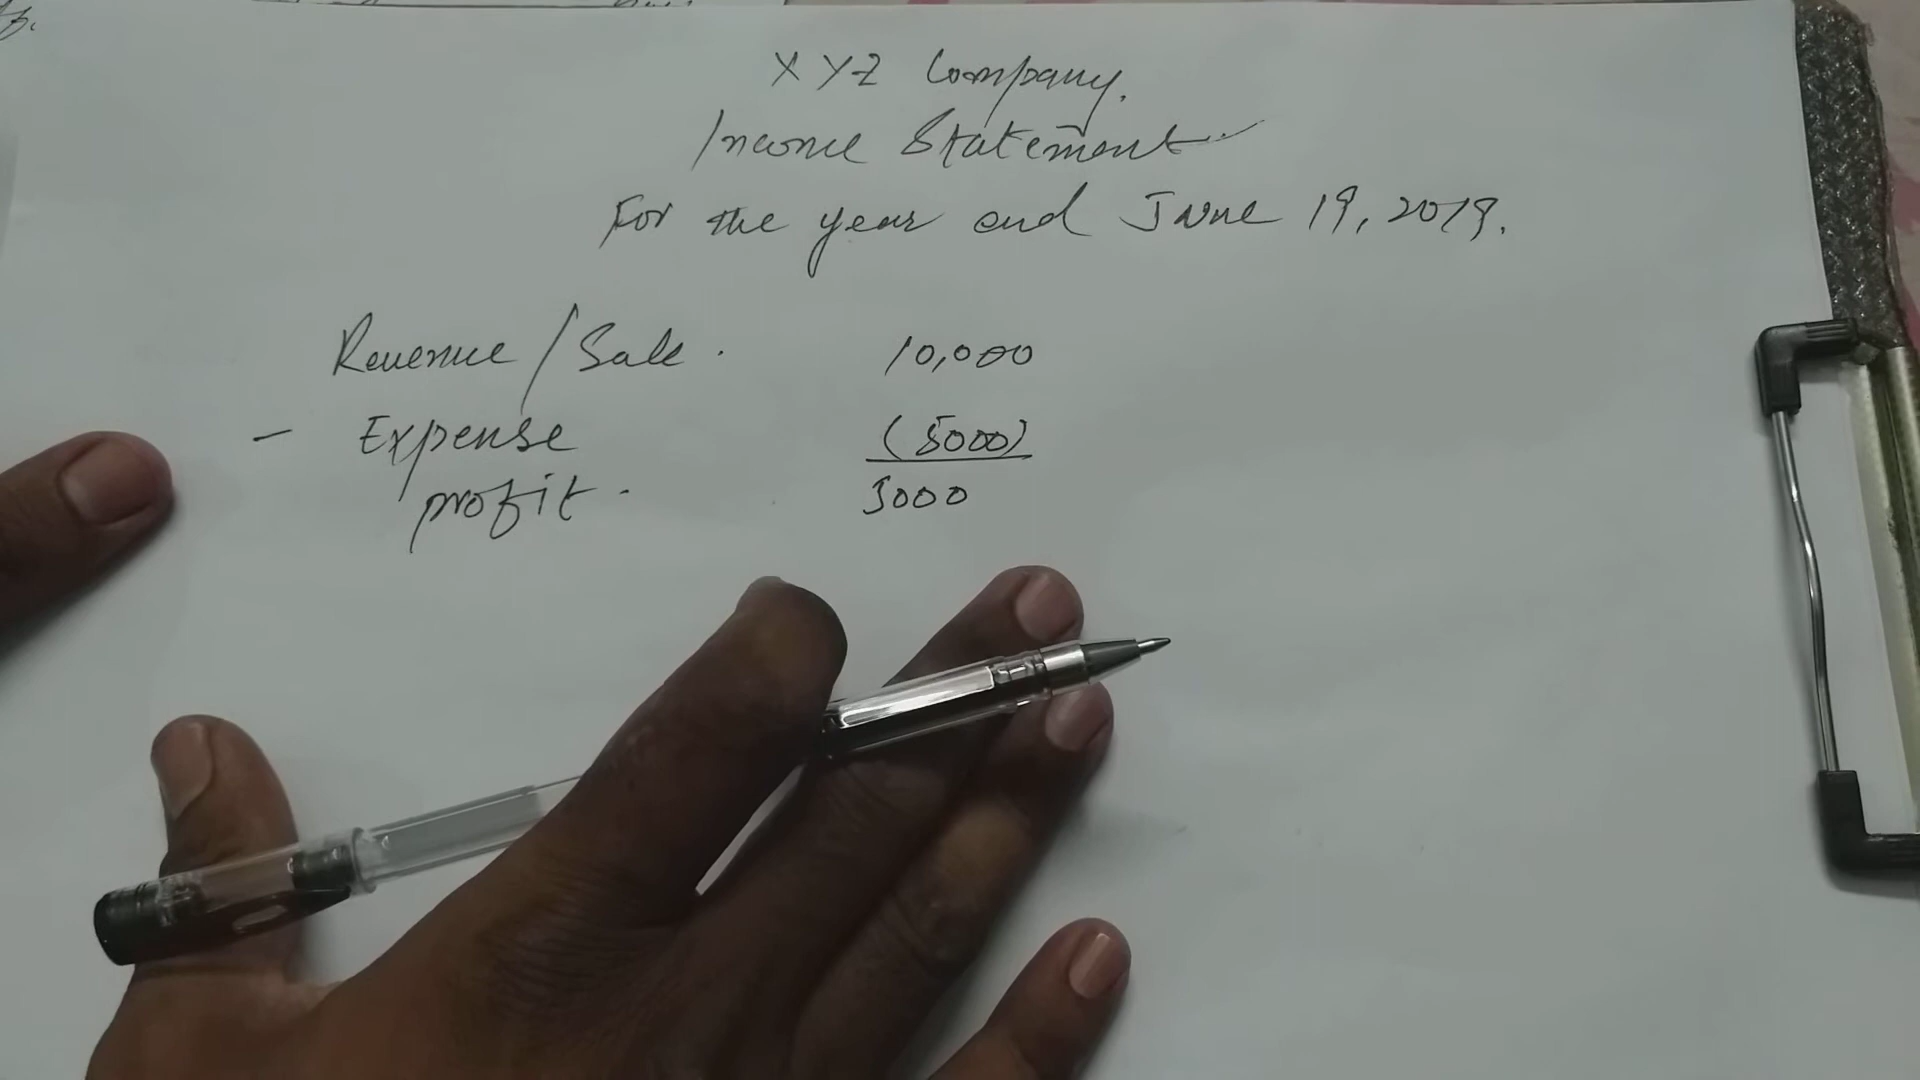 XYZ Company.
Income Statement
For the year end June 19, 2019.
Revenue / Sale . 10,000
- Expense (5000)
profit . 5000